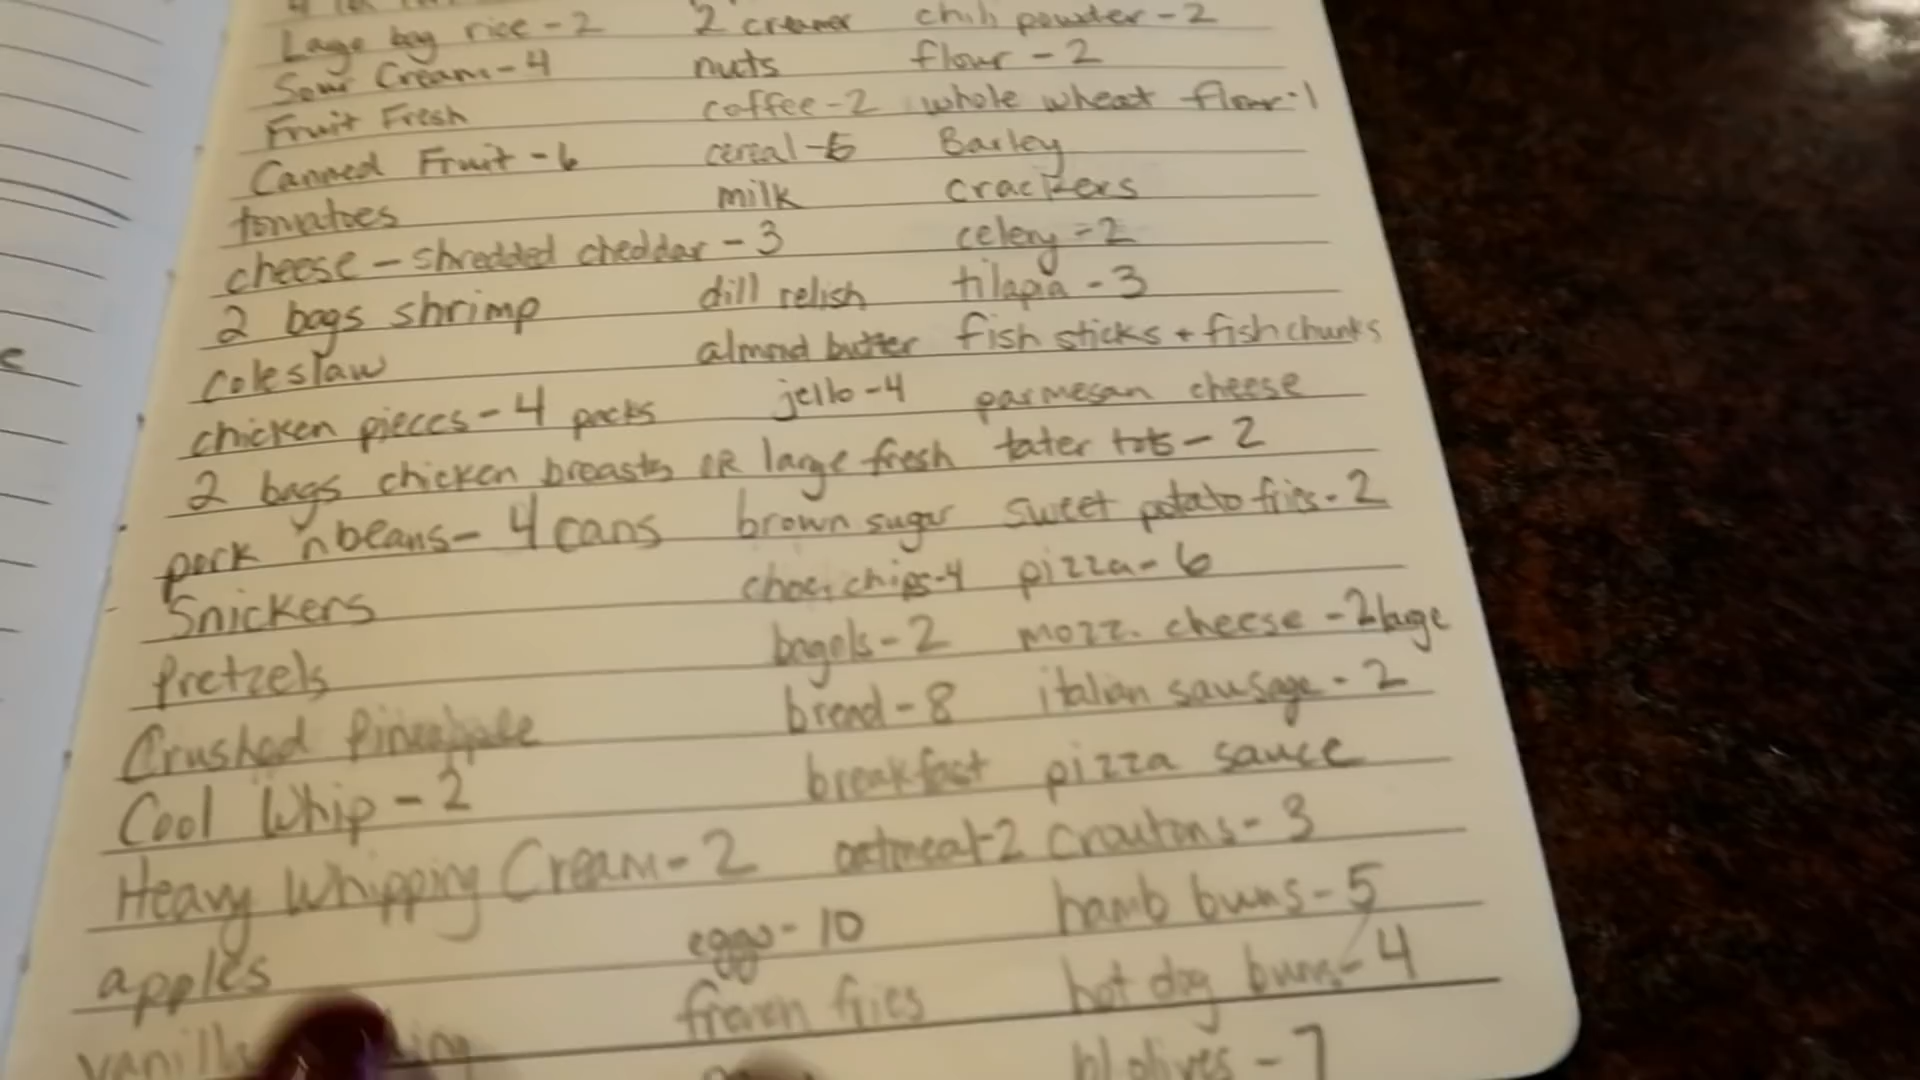 Large bag rice - 2 2 creamer chili powder - 2
Sour Cream - 4 nuts flour - 2
Fruit Fresh coffee - 2 whole wheat flour - 1
Canned Fruit - 6 cereal - 5 Barley
tomatoes milk crackers
cheese - shredded cheddar - 3 celery - 2
2 bags shrimp dill relish tilapia - 3
coleslaw almond butter fish sticks + fish chunks
chicken pieces - 4 packs jello - 4 parmesan cheese
2 bags chicken breasts OR large fresh tater tots - 2
pork 'n beans - 4 cans brown sugar sweet potato fries - 2
Snickers choc. chips - 4 pizza - 6
Pretzels bagels - 2 mozz. cheese - 2 large
Crushed Pineapple bread - 8 italian sausage - 2
Cool Whip - 2 breakfast pizza sauce
Heavy Whipping Cream - 2 oatmeat - 2 croutons - 3
apples eggs - 10 hamb buns - 5
frozen fries hot dog buns - 4
bl olives - 7